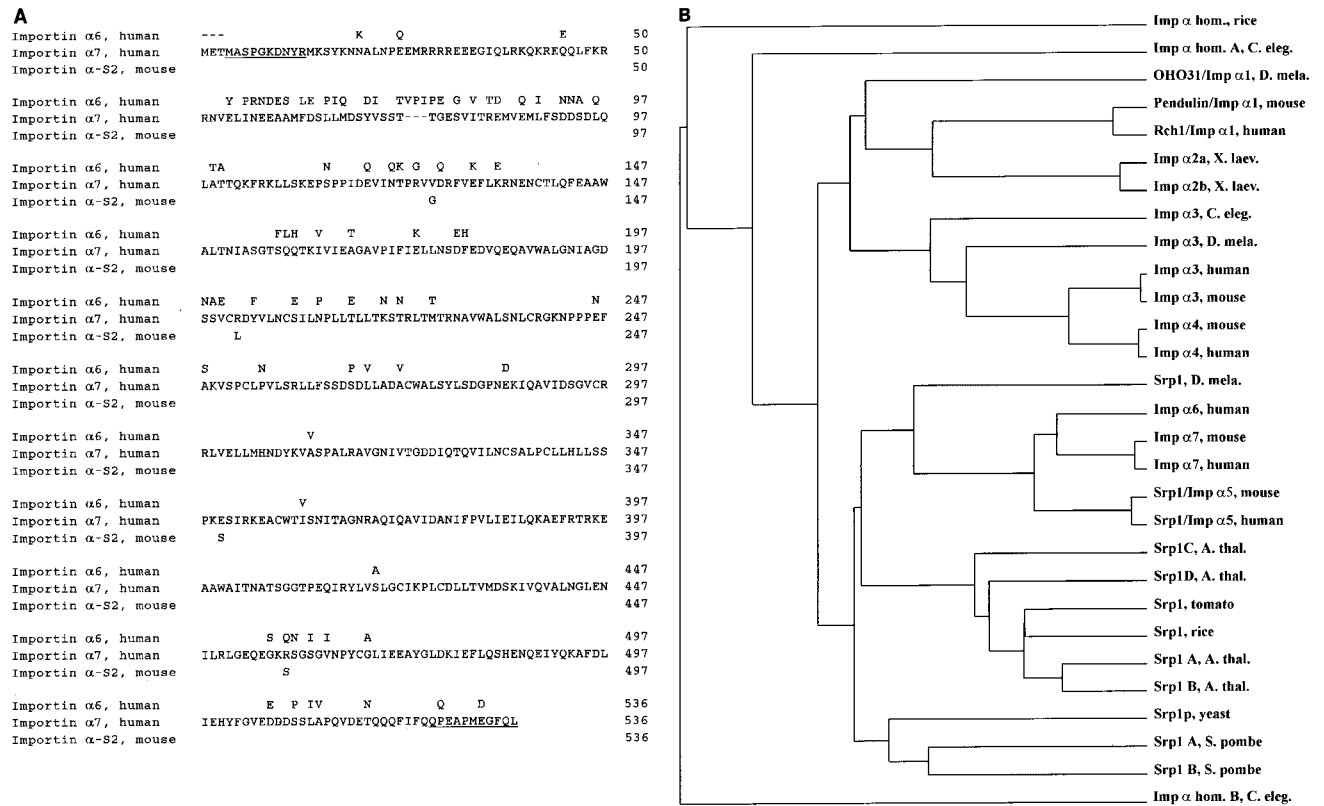 A
Importin α6, human --- K Q E 50
Importin α7, human METMASPGKDNYRMKSYKNNALNPEEMRRRREEEGIQLRKQKREQQLFKR 50
Importin α-S2, mouse 50
Importin α6, human Y PRNDES LE PIQ DI TVPIPE G V TD Q I NNA Q 97
Importin α7, human RNVELINEEAAMFDSLLMDSYVSST---TGESVITREMVEMLFSDDSDLQ 97
Importin α-S2, mouse 97
Importin α6, human TA N Q QK G Q K E 147
Importin α7, human LATTQKFRKLLSKEPSPPIDEVINTPRVVDRFVEFLKRNENCTLQFEAAW 147
Importin α-S2, mouse G 147
Importin α6, human FLH V T K EH 197
Importin α7, human ALTNIASGTSQQTKIVIEAGAVPIFIELLNSDFEDVQEQAVWALGNIAGD 197
Importin α-S2, mouse 197
Importin α6, human NAE F E P E N N T N 247
Importin α7, human SSVCRDYVLNCSILNPLLTLLTKSTRLTMTRNAVWALSNLCRGKNPPPEF 247
Importin α-S2, mouse L 247
Importin α6, human S N P V V D 297
Importin α7, human AKVSPCLPVLSRLLFSSDSDLLADACWALSYLSDGPNEKIQAVIDSGVCR 297
Importin α-S2, mouse 297
Importin α6, human V 347
Importin α7, human RLVELLMHNDYKVASPALRAVGNIVTGDDIQTQVILNCSALPCLLHLLSS 347
Importin α-S2, mouse 347
Importin α6, human V 397
Importin α7, human PKESIRKEACWTISNITAGNRAQIQAVIDANIFPVLIEILQKAEFRTRKE 397
Importin α-S2, mouse S 397
Importin α6, human A 447
Importin α7, human AAWAITNATSGGTPEQIRYLVSLGCIKPLCDLLTVMDSKIVQVALNGLEN 447
Importin α-S2, mouse 447
Importin α6, human S QN I I A 497
Importin α7, human ILRLGEQEGKRSGSGVNPYCGLIEEAYGLDKIEFLQSHENQEIYQKAFDL 497
Importin α-S2, mouse S 497
Importin α6, human E P IV N Q D 536
Importin α7, human IEHYFGVEDDDSSLAPQVDETQQQFIFQQPEAPMEGFQL 536
Importin α-S2, mouse 536
B
Imp α hom., rice
Imp α hom. A, C. eleg.
OHO31/Imp α1, D. mela.
Pendulin/Imp α1, mouse
Rch1/Imp α1, human
Imp α2a, X. laev.
Imp α2b, X. laev.
Imp α3, C. eleg.
Imp α3, D. mela.
Imp α3, human
Imp α3, mouse
Imp α4, mouse
Imp α4, human
Srp1, D. mela.
Imp α6, human
Imp α7, mouse
Imp α7, human
Srp1/Imp α5, mouse
Srp1/Imp α5, human
Srp1C, A. thal.
Srp1D, A. thal.
Srp1, tomato
Srp1, rice
Srp1 A, A. thal.
Srp1 B, A. thal.
Srp1p, yeast
Srp1 A, S. pombe
Srp1 B, S. pombe
Imp α hom. B, C. eleg.